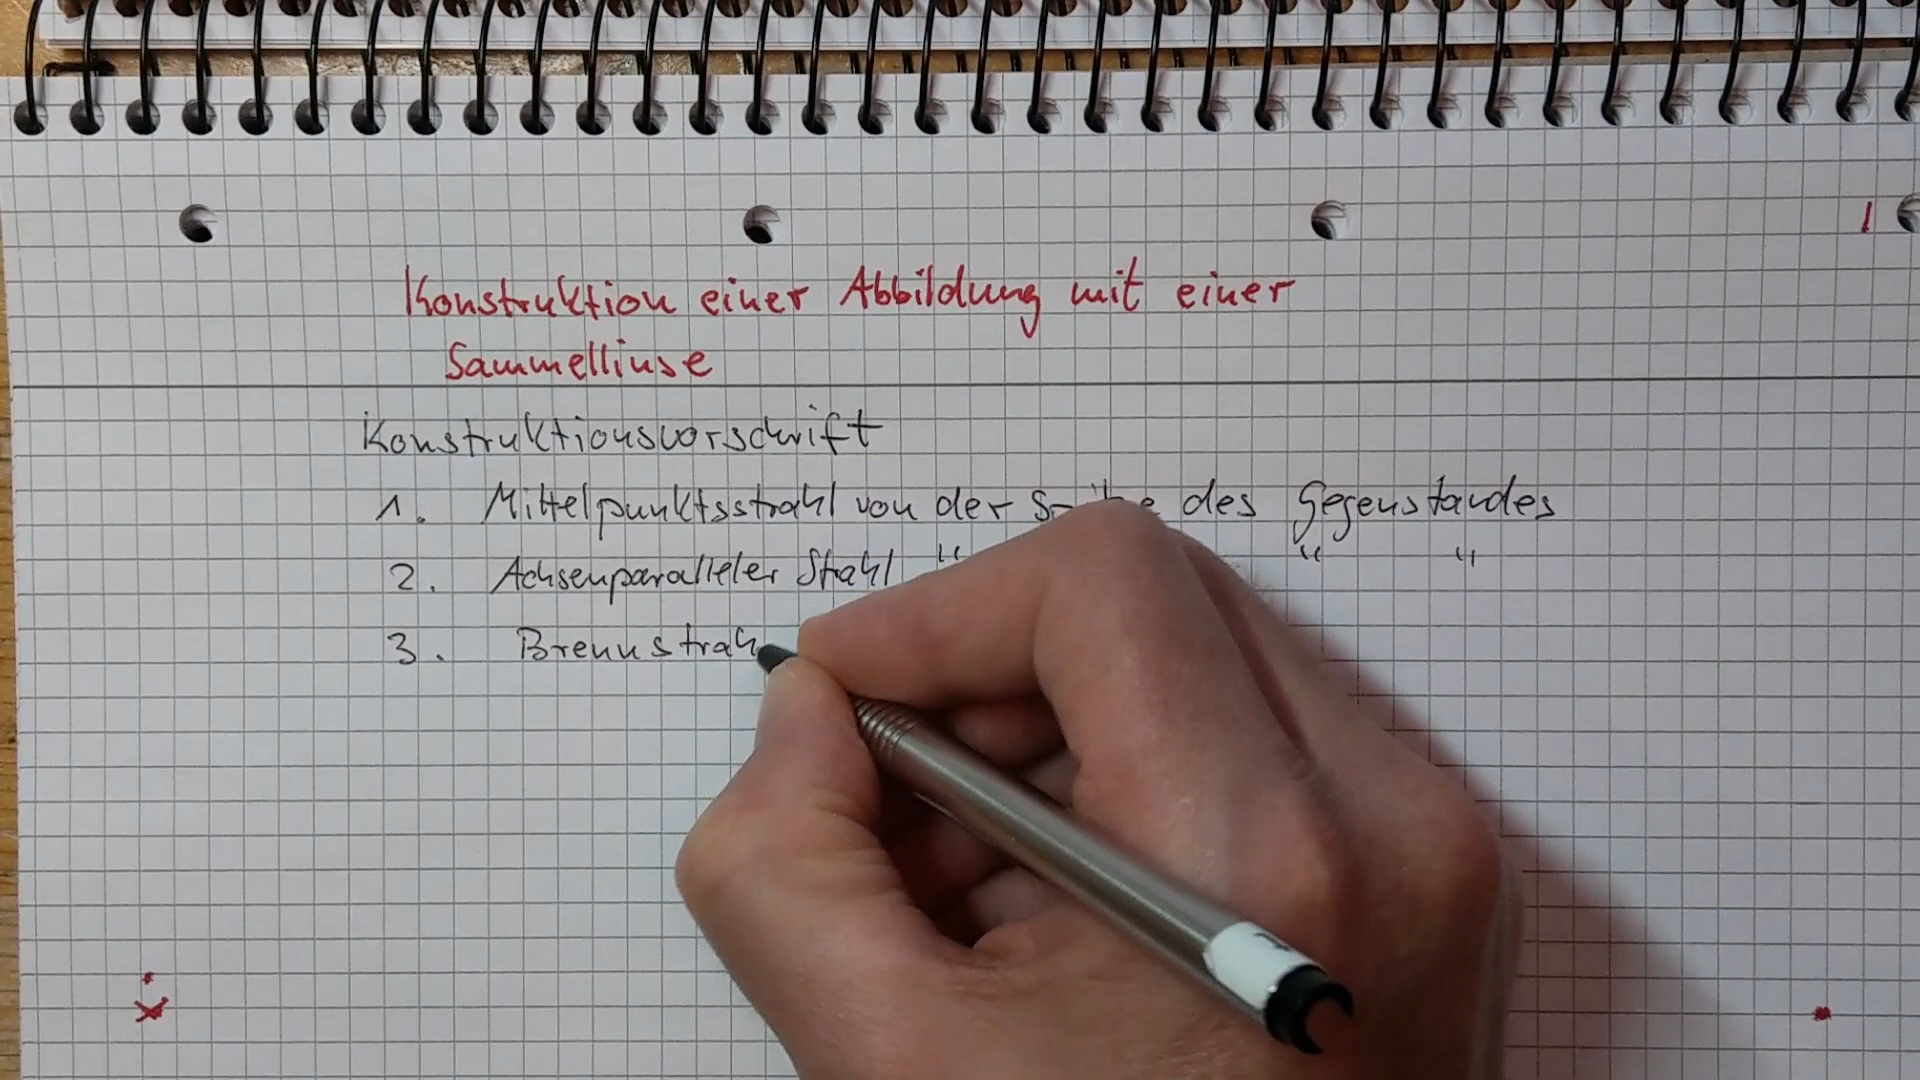 Konstruktion einer Abbildung mit einer
Sammellinse
Konstruktionsvorschrift
1. Mittelpunktsstrahl von der des Gegenstandes
2. Achsenparalleler Strahl " " "
3. Brennstrah